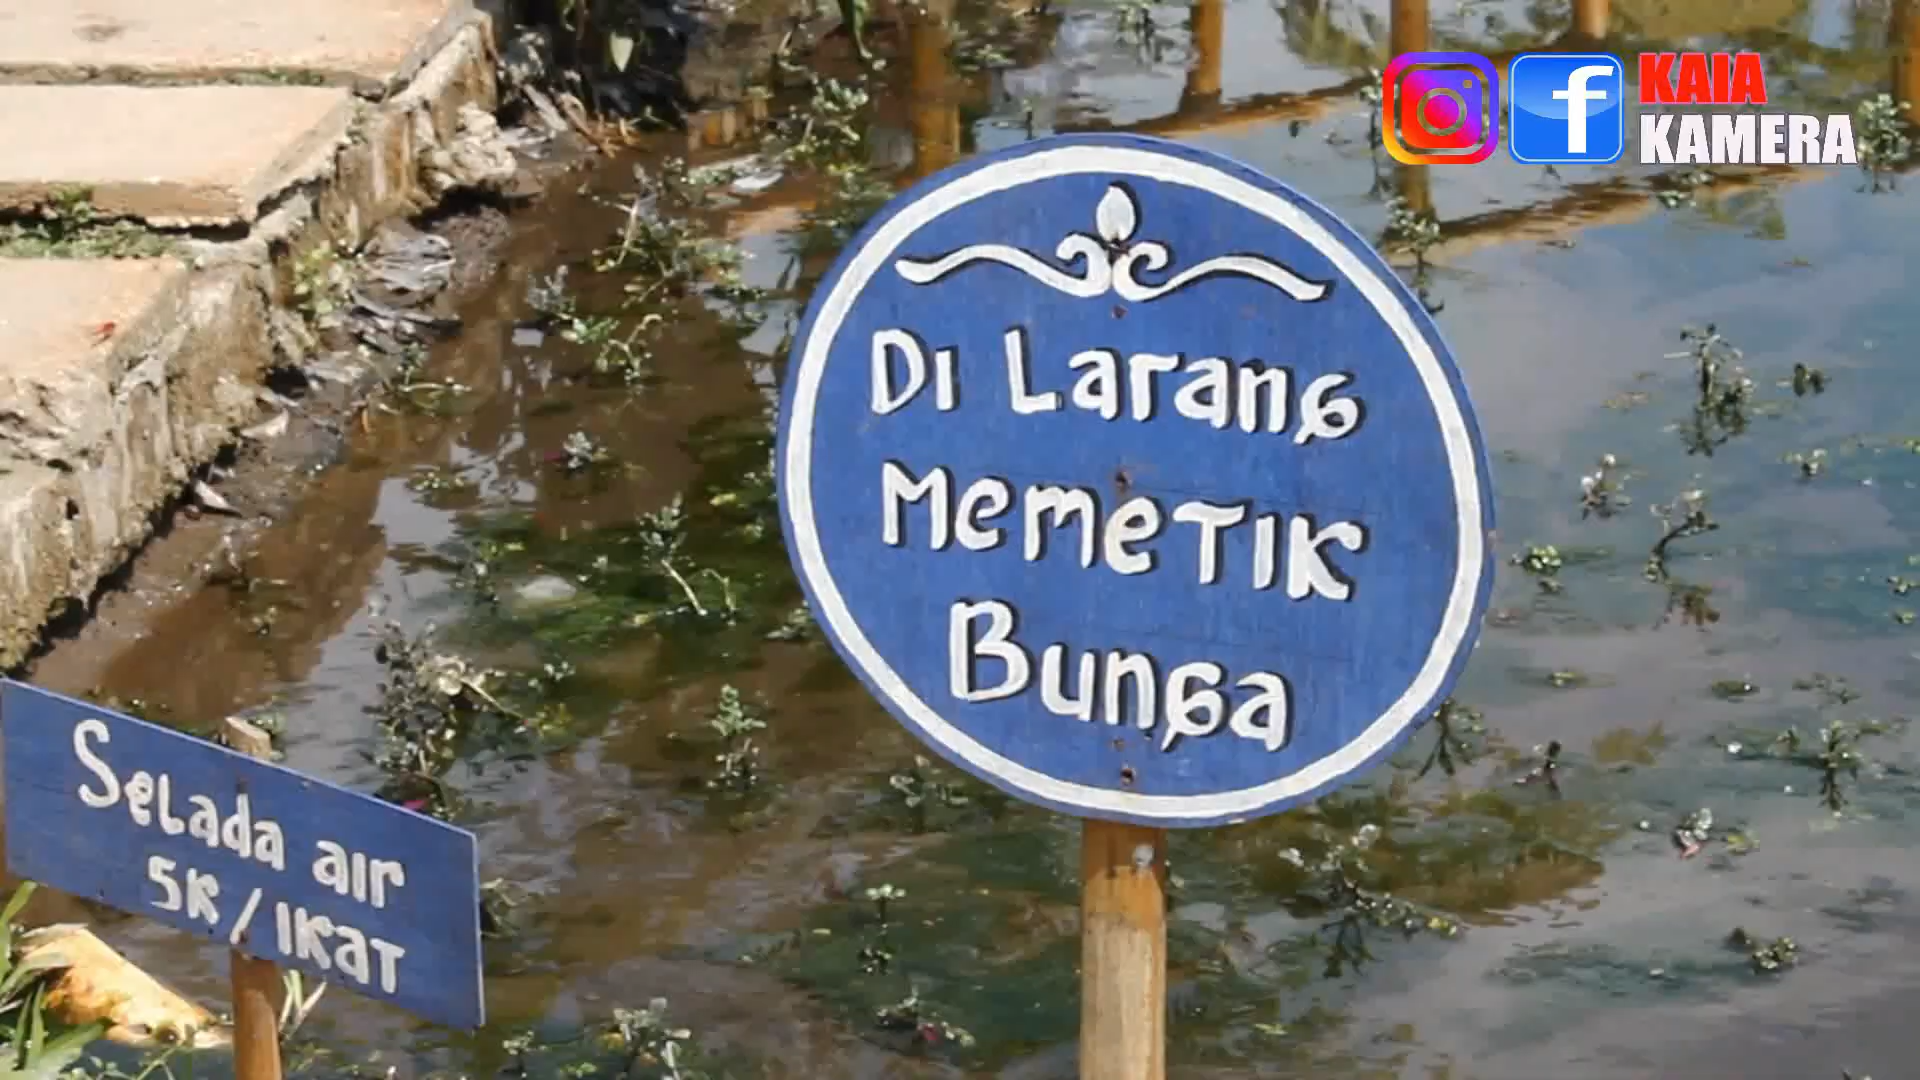 KAIA
KAMERA
Di Larang
Memetik
Bunga
Selada air
5K/IKAT